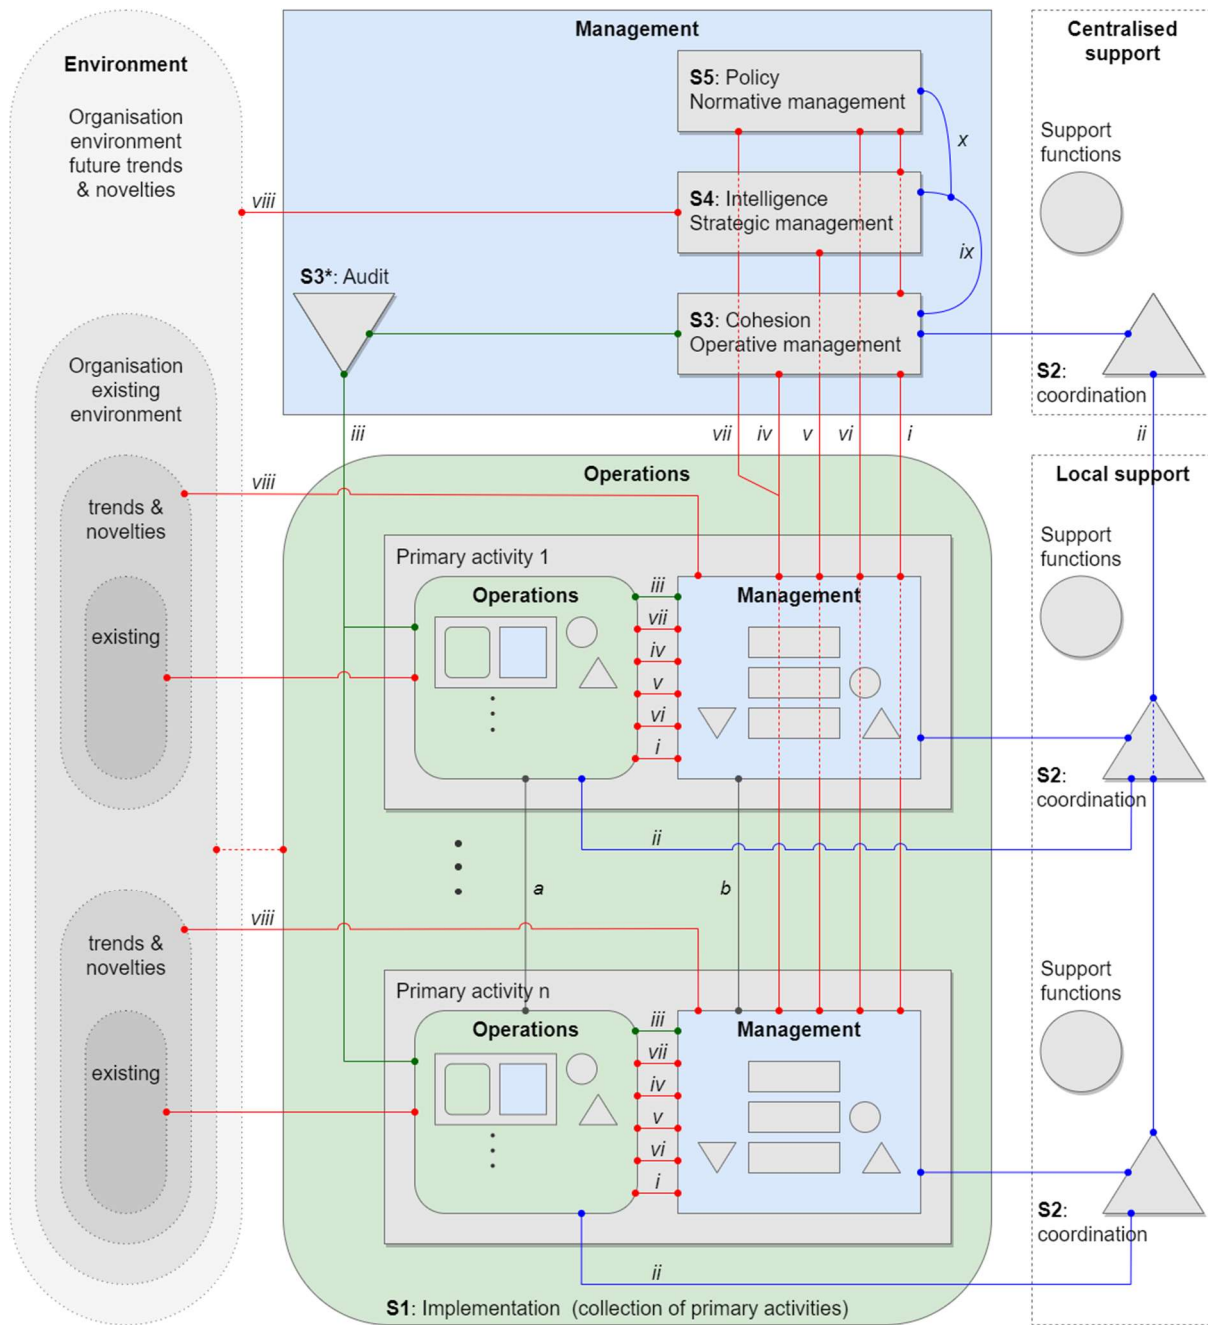 Management
Centralised
support
Environment
Organisation
environment
future trends
& novelties
S5: Policy
Normative management
Support
functions
x
viii
S4: Intelligence
Strategic management
ix
S3*: Audit
S3: Cohesion
Operative management
S2:
coordination
Organisation
existing
environment
iii
vii
iv
v
vi
i
ii
viii
Operations
Local support
trends &
novelties
Support
functions
Primary activity 1
Operations
iii
Management
vii
existing
iv
v
vi
i
S2:
coordination
ii
a
b
viii
trends &
novelties
Support
functions
Primary activity n
Operations
iii
Management
vii
existing
iv
v
vi
i
S2:
coordination
ii
S1: Implementation (collection of primary activities)